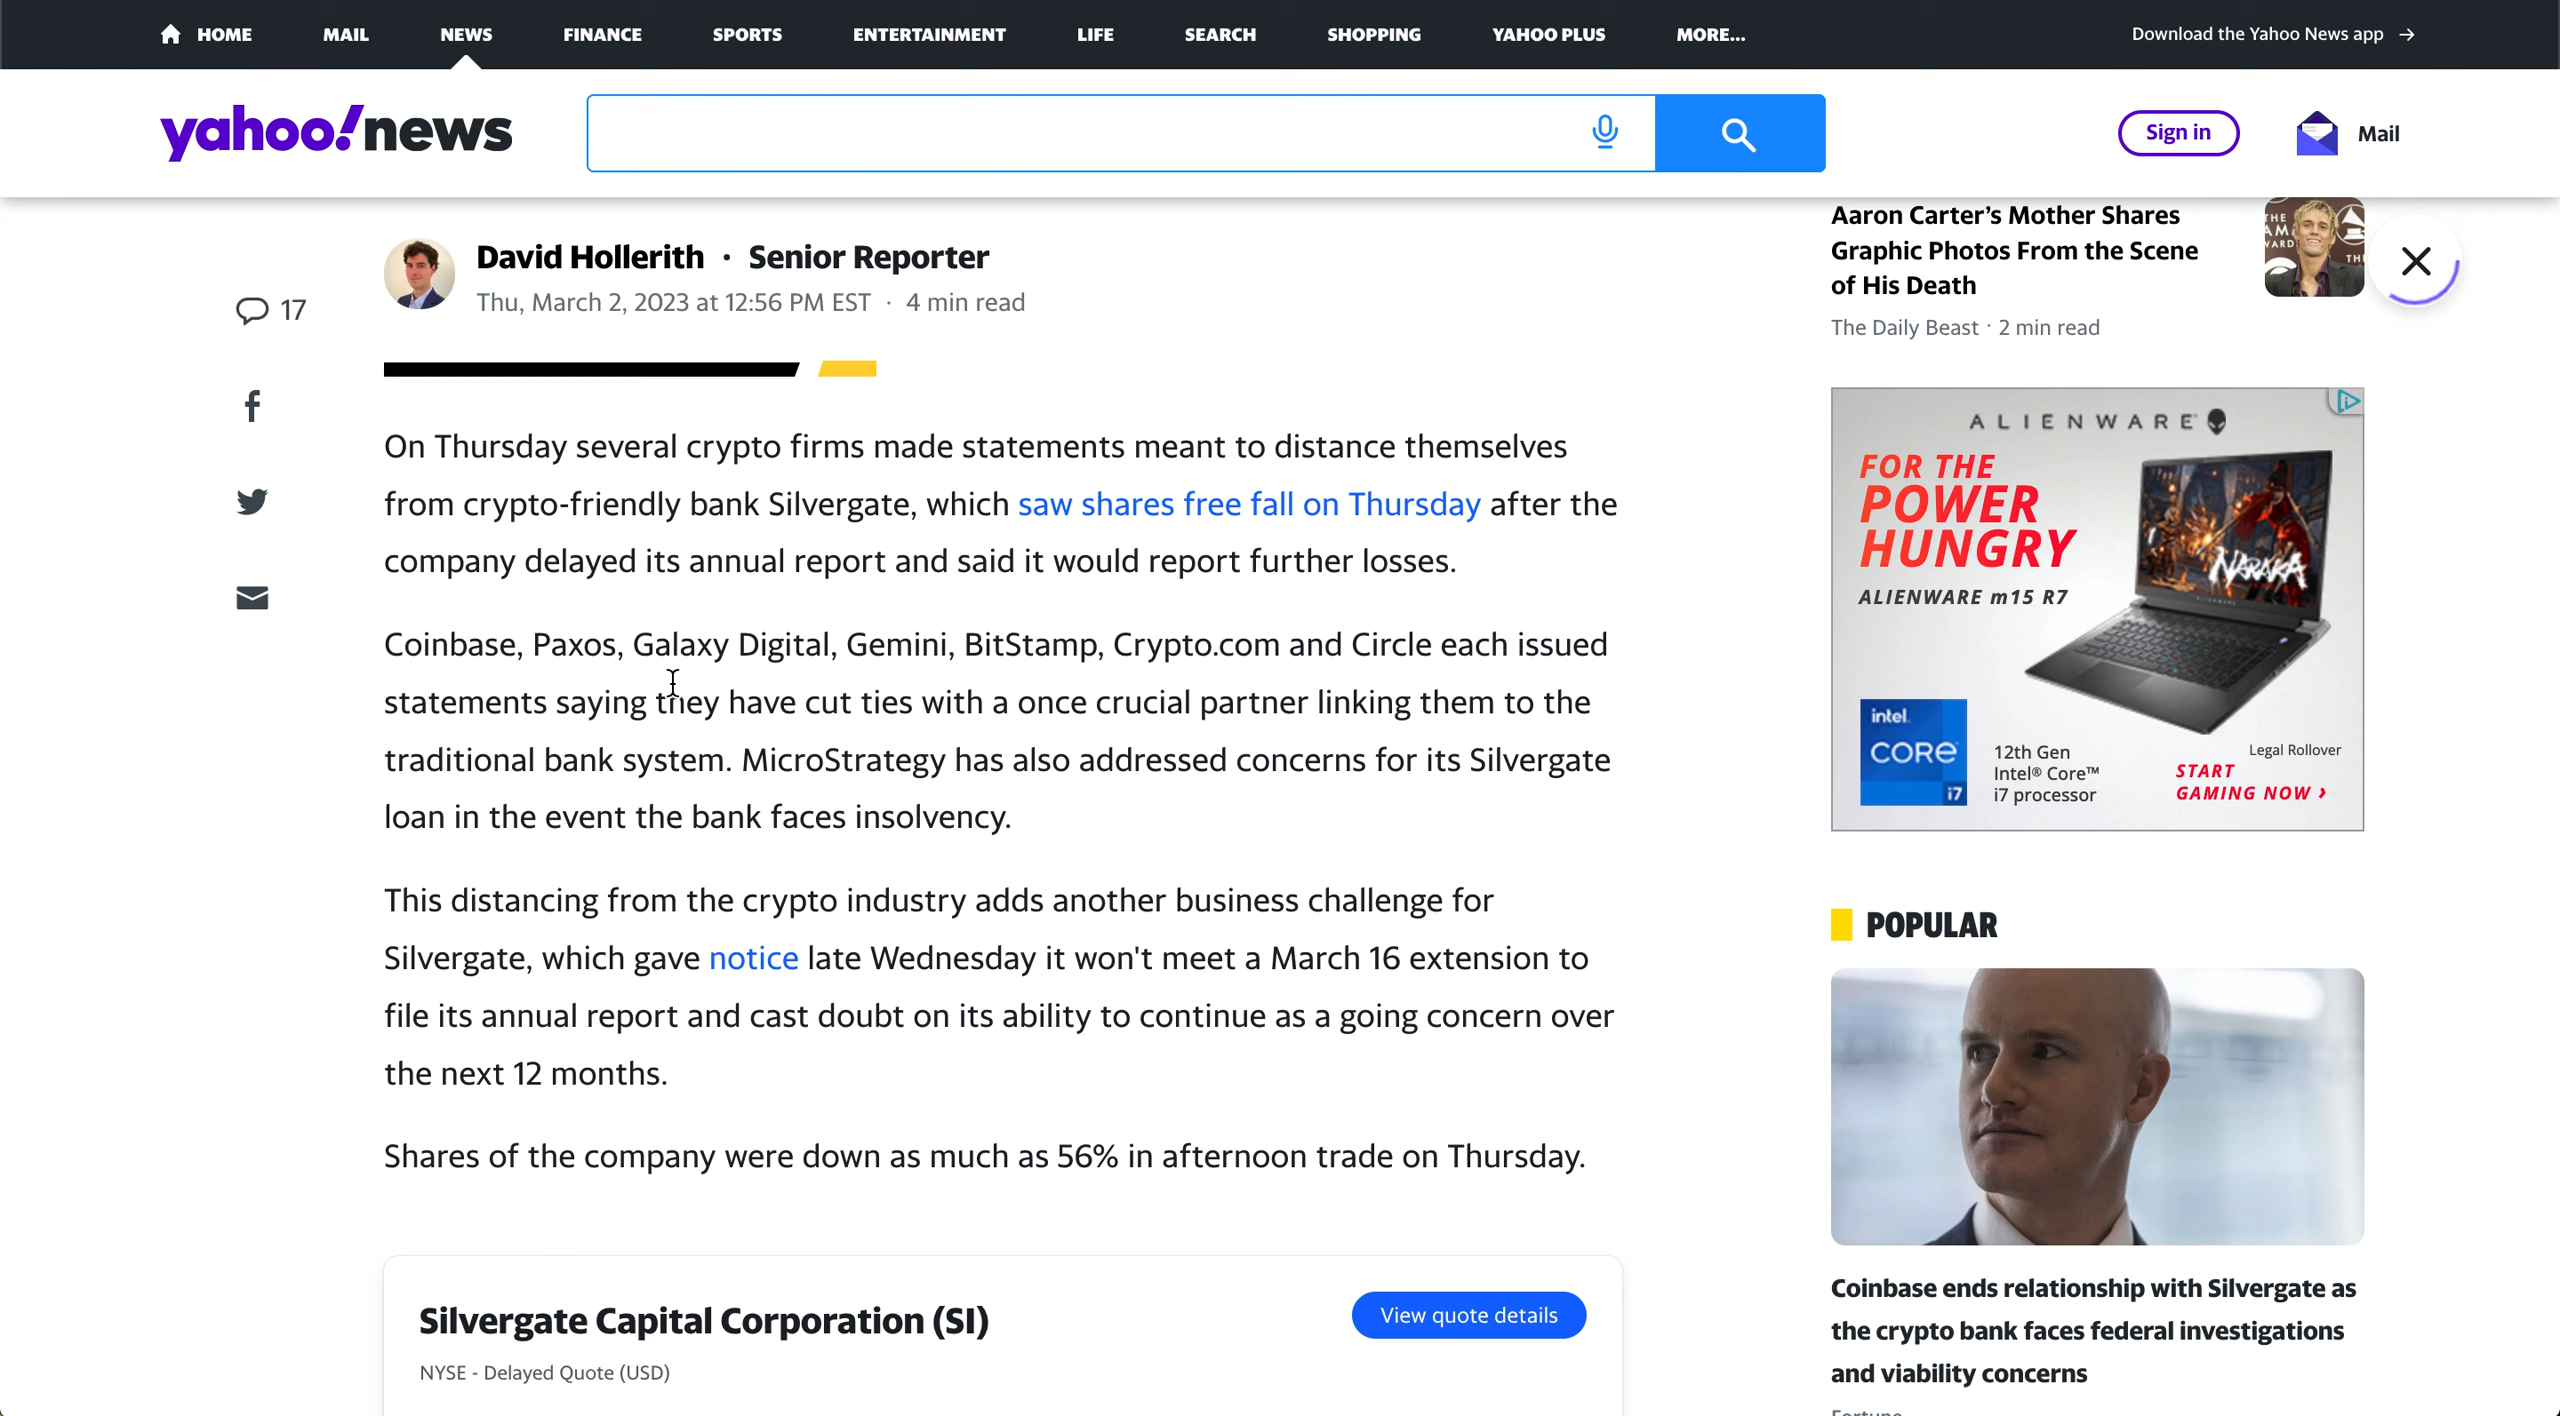 HOME MAIL NEWS FINANCE SPORTS ENTERTAINMENT LIFE SEARCH SHOPPING YAHOO PLUS MORE... Download the Yahoo News app →
yahoo!news Sign in Mail
David Hollerith · Senior Reporter
Thu, March 2, 2023 at 12:56 PM EST · 4 min read
17
On Thursday several crypto firms made statements meant to distance themselves
from crypto-friendly bank Silvergate, which saw shares free fall on Thursday after the
company delayed its annual report and said it would report further losses.
Coinbase, Paxos, Galaxy Digital, Gemini, BitStamp, Crypto.com and Circle each issued
statements saying they have cut ties with a once crucial partner linking them to the
traditional bank system. MicroStrategy has also addressed concerns for its Silvergate
loan in the event the bank faces insolvency.
This distancing from the crypto industry adds another business challenge for
Silvergate, which gave notice late Wednesday it won't meet a March 16 extension to
file its annual report and cast doubt on its ability to continue as a going concern over
the next 12 months.
Shares of the company were down as much as 56% in afternoon trade on Thursday.
Silvergate Capital Corporation (SI)
View quote details
NYSE - Delayed Quote (USD)
Aaron Carter’s Mother Shares
Graphic Photos From the Scene
of His Death
The Daily Beast · 2 min read
ALIENWARE
FOR THE
POWER
HUNGRY
ALIENWARE m15 R7
NARAKA
intel.
CORE
i7
12th Gen
Intel® Core™
i7 processor
Legal Rollover
START
GAMING NOW ›
POPULAR
Coinbase ends relationship with Silvergate as
the crypto bank faces federal investigations
and viability concerns